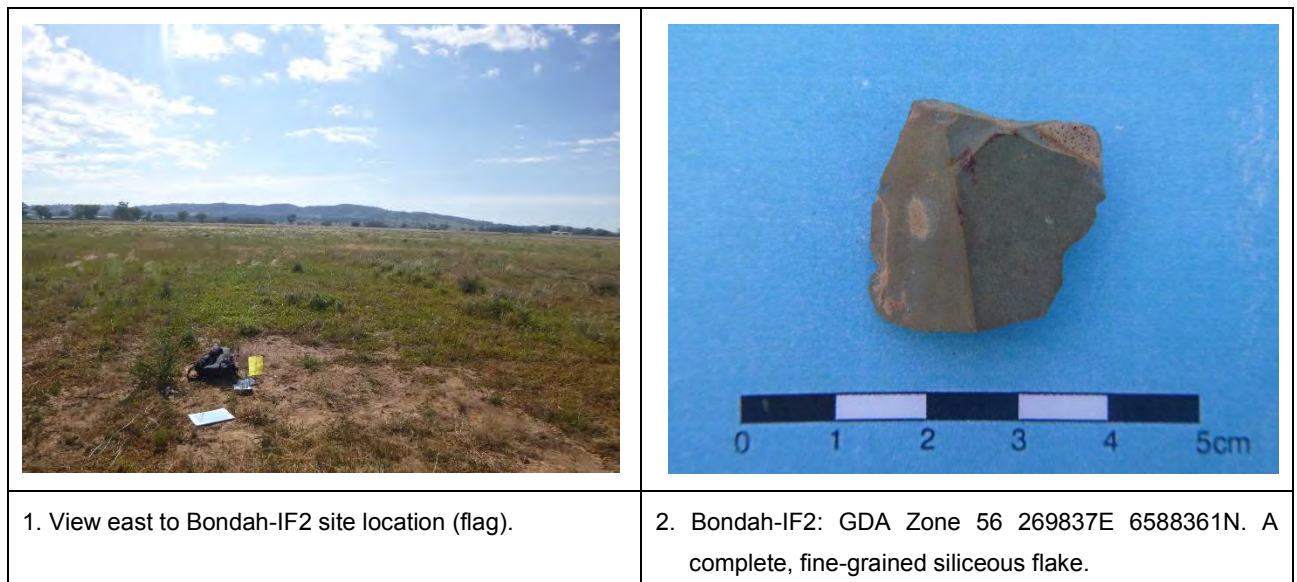 0 1 2 3 4 5cm
1. View east to Bondah-IF2 site location (flag).
2. Bondah-IF2: GDA Zone 56 269837E 6588361N. A
complete, fine-grained siliceous flake.